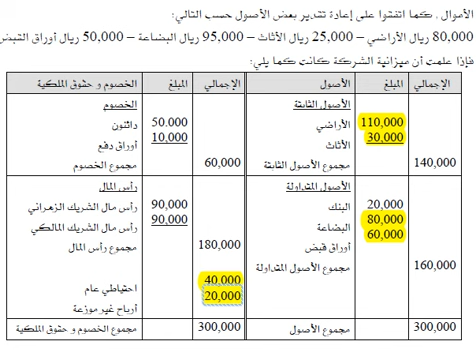 الأموال ، كما اتفقوا على إعادة تقدير بعض الأصول حسب التالي:
80,000 ريال الأراضي – 25,000 ريال الأثاث – 95,000 ريال البضاعة – 50,000 ريال أوراق القبض
فإذا علمت أن ميزانية الشركة كانت كما يلي:
الإجمالي المبلغ الأصول الإجمالي المبلغ الخصوم و حقوق الملكية
الأصول الثابتة الخصوم
110,000 الأراضي 50,000 دائنون
30,000 الأثاث 10,000 أوراق دفع
140,000 مجموع الأصول الثابتة 60,000 مجموع الخصوم
الأصول المتداولة رأس المال
20,000 البنك 90,000 رأس مال الشريك الزهراني
80,000 البضاعة 90,000 رأس مال الشريك المالكي
60,000 أوراق قبض 180,000 مجموع رأس المال
160,000 مجموع الأصول المتداولة
40,000 احتياطي عام
20,000 أرباح غير موزعة
300,000 مجموع الأصول 300,000 مجموع الخصوم و حقوق الملكية